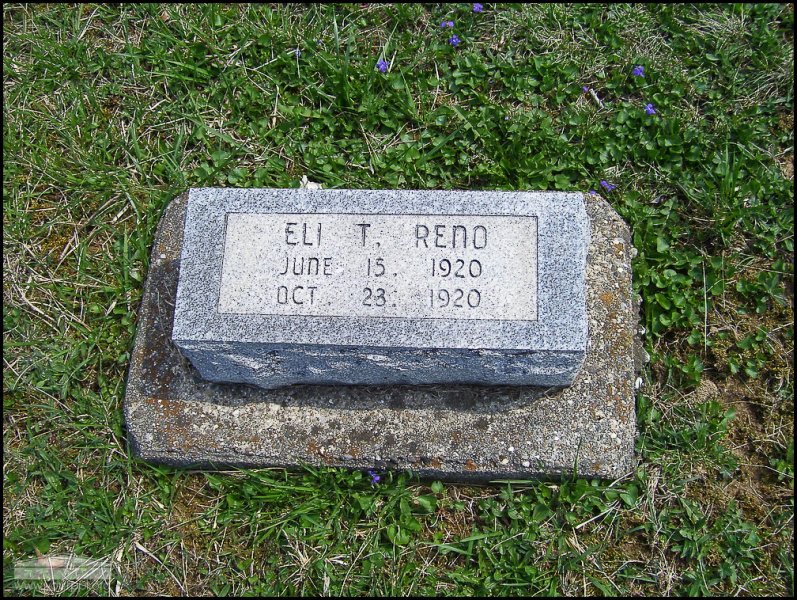 ELI T. RENO
JUNE 15. 1920
OCT. 23. 1920